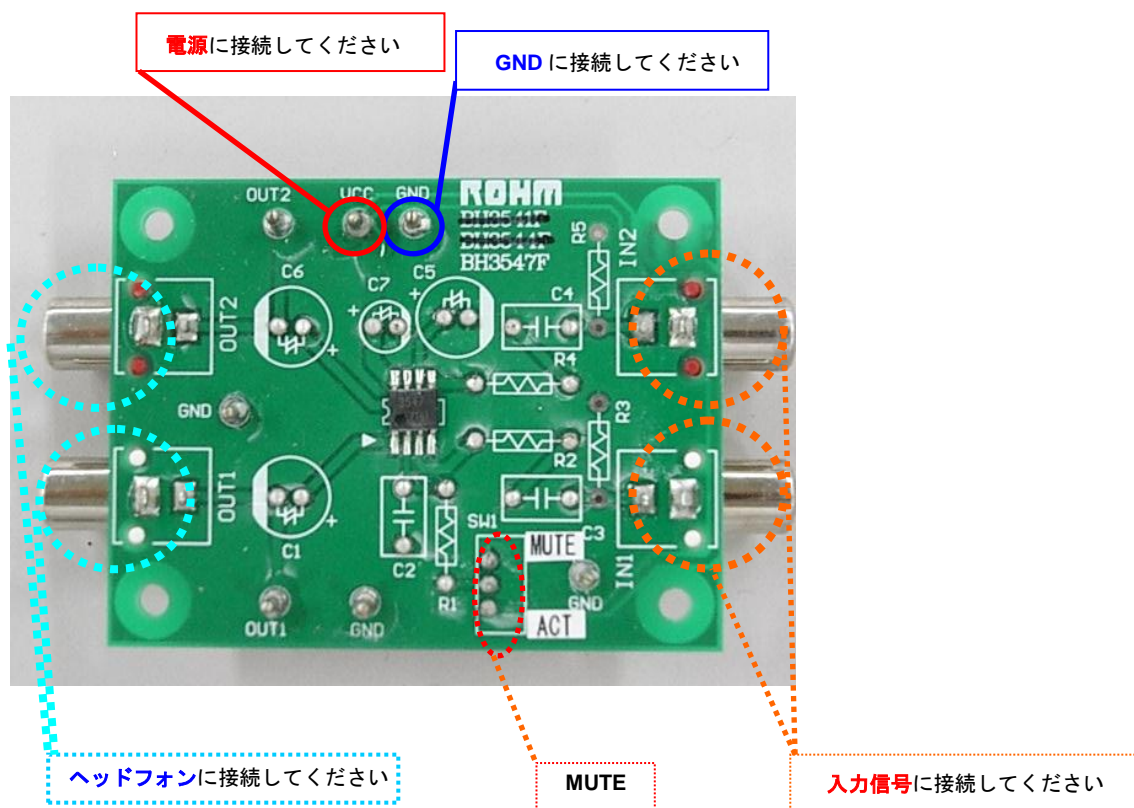 電源に接続してください
GND に接続してください
OUT2
VCC
GND
ROHM
BH3541F
BH3544F
BH3547F
R5
IN2
C6
C7
C5
C4
OUT2
R4
GND
R3
R2
OUT1
C1
C2
R1
SW1
MUTE
C3
IN1
GND
ACT
OUT1
GND
ヘッドフォンに接続してください
MUTE
入力信号に接続してください